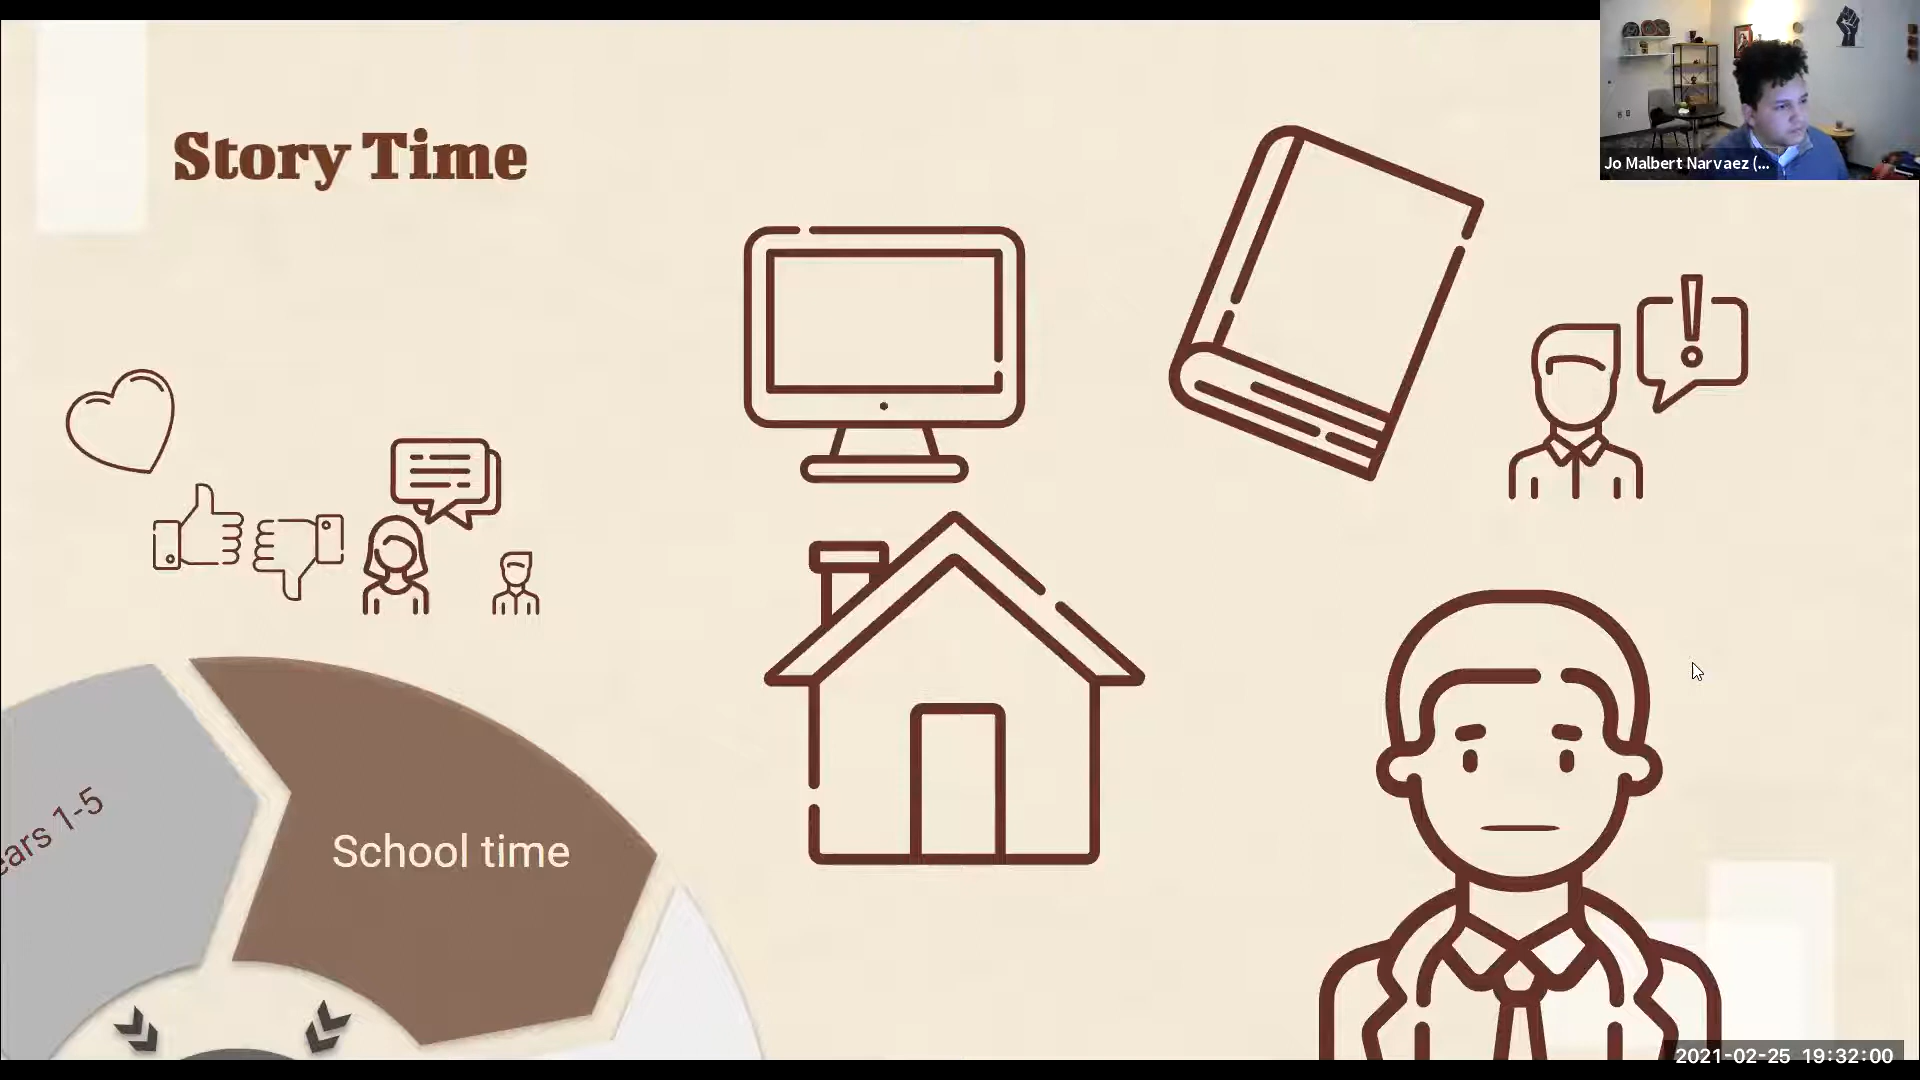 Story Time
Jo Malbert Narvaez (...
ears 1-5
School time
2021-02-25 19:32:00